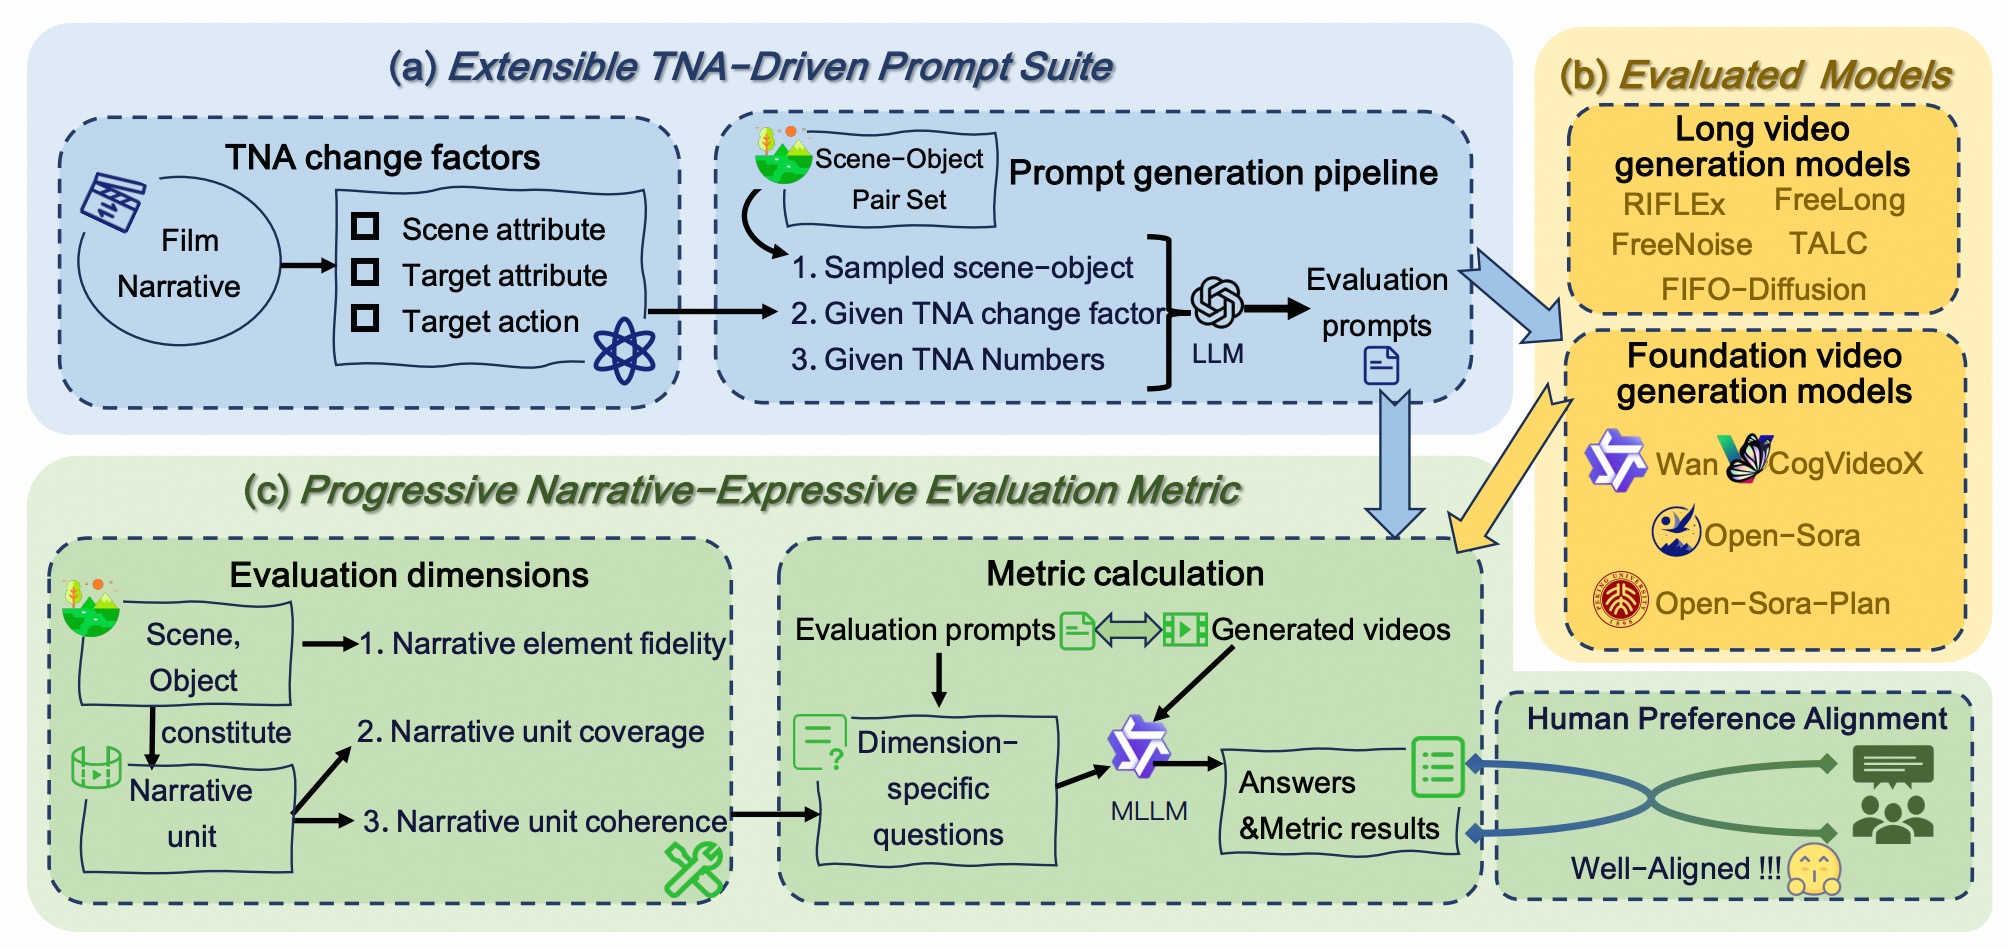 (a) Extensible TNA-Driven Prompt Suite
TNA change factors
Film
Narrative
Scene attribute
Target attribute
Target action
Scene-Object
Pair Set
Prompt generation pipeline
1. Sampled scene-object
2. Given TNA change factor
3. Given TNA Numbers
LLM
Evaluation
prompts
(b) Evaluated Models
Long video
generation models
RIFLEx FreeLong
FreeNoise TALC
FIFO-Diffusion
Foundation video
generation models
Wan CogVideoX
Open-Sora
PEKING UNIVERSITY
1898
Open-Sora-Plan
(c) Progressive Narrative-Expressive Evaluation Metric
Evaluation dimensions
Scene,
Object
constitute
Narrative
unit
1. Narrative element fidelity
2. Narrative unit coverage
3. Narrative unit coherence
Metric calculation
Evaluation prompts Generated videos
Dimension-
specific
questions
MLLM
Answers
&Metric results
Human Preference Alignment
Well-Aligned !!!